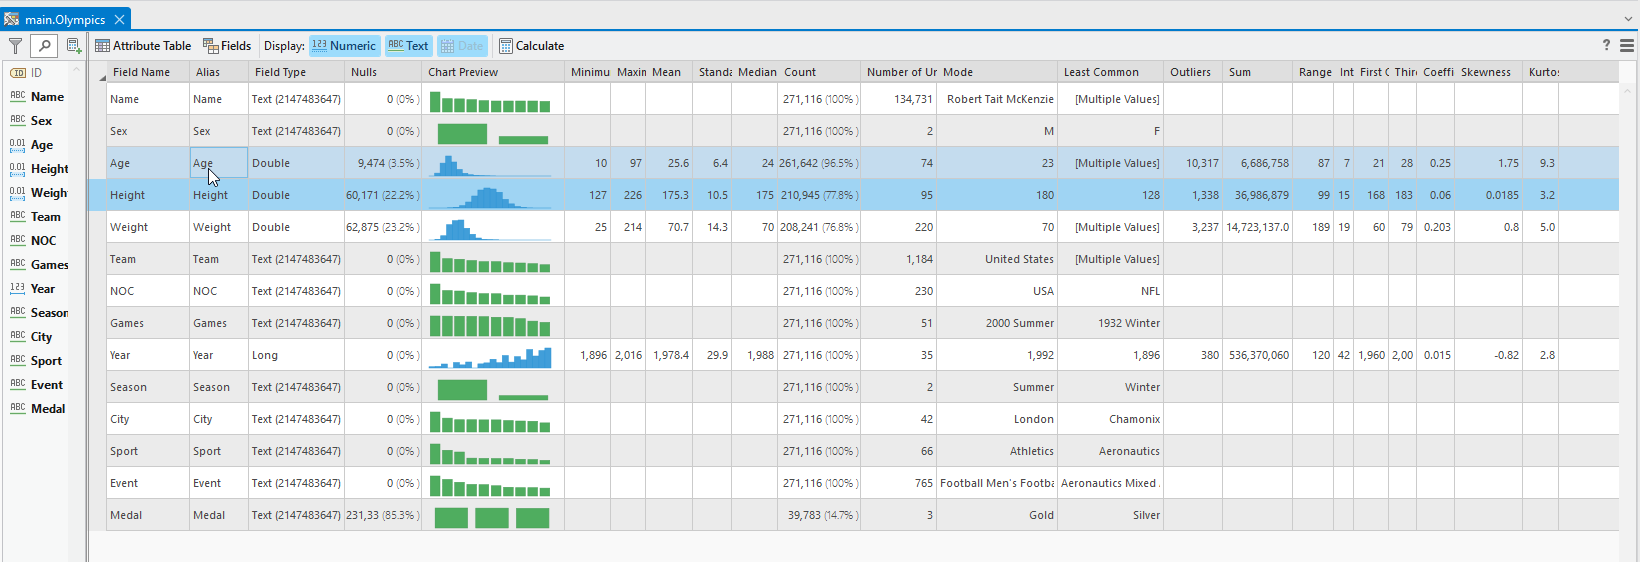 main.Olympics
Attribute Table Fields Display: 123 Numeric ABC Text Date Calculate ?
ID
ABC Name
ABC Sex
0.01 Age
0.01 Height
0.01 Weight
ABC Team
ABC NOC
ABC Games
123 Year
ABC Season
ABC City
ABC Sport
ABC Event
ABC Medal
Field Name Alias Field Type Nulls Chart Preview Minimu Maxin Mean Standa Median Count Number of Ur Mode Least Common Outliers Sum Range Int First C Thir Coeffi Skewness Kurtos
Name Name Text (2147483647) 0 (0% ) 271,116 (100% ) 134,731 Robert Tait McKenzie [Multiple Values]
Sex Sex Text (2147483647) 0 (0% ) 271,116 (100% ) 2 M F
Age Age Double 9,474 (3.5% ) 10 97 25.6 6.4 24 261,642 (96.5% ) 74 23 [Multiple Values] 10,317 6,686,758 87 7 21 28 0.25 1.75 9.3
Height Height Double 60,171 (22.2% ) 127 226 175.3 10.5 175 210,945 (77.8% ) 95 180 128 1,338 36,986,879 99 15 168 183 0.06 0.0185 3.2
Weight Weight Double 62,875 (23.2% ) 25 214 70.7 14.3 70 208,241 (76.8% ) 220 70 [Multiple Values] 3,237 14,723,137.0 189 19 60 79 0.203 0.8 5.0
Team Team Text (2147483647) 0 (0% ) 271,116 (100% ) 1,184 United States [Multiple Values]
NOC NOC Text (2147483647) 0 (0% ) 271,116 (100% ) 230 USA NFL
Games Games Text (2147483647) 0 (0% ) 271,116 (100% ) 51 2000 Summer 1932 Winter
Year Year Long 0 (0% ) 1,896 2,016 1,978.4 29.9 1,988 271,116 (100% ) 35 1,992 1,896 380 536,370,060 120 42 1,960 2,00 0.015 -0.82 2.8
Season Season Text (2147483647) 0 (0% ) 271,116 (100% ) 2 Summer Winter
City City Text (2147483647) 0 (0% ) 271,116 (100% ) 42 London Chamonix
Sport Sport Text (2147483647) 0 (0% ) 271,116 (100% ) 66 Athletics Aeronautics
Event Event Text (2147483647) 0 (0% ) 271,116 (100% ) 765 Football Men's Footba Aeronautics Mixed
Medal Medal Text (2147483647) 231,33 (85.3% ) 39,783 (14.7% ) 3 Gold Silver